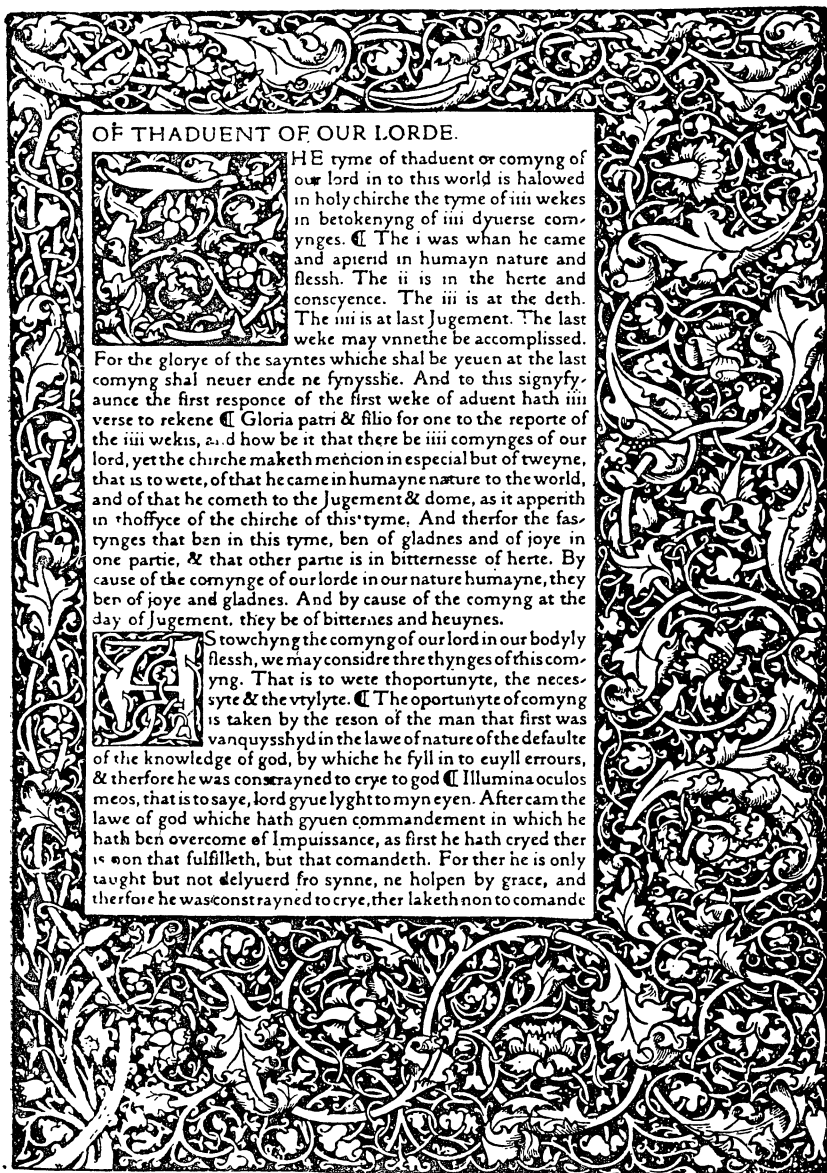 OF THADUENT OF OUR LORDE.
THE tyme of thaduent or comyng of
our lord in to this world is halowed
in holy chirche the tyme of iiii wekes
in betokenyng of iiii dyuerse com-
ynges. ⁋ The i was whan he came
and apierid in humayn nature and
flessh. The ii is in the herte and
conscyence. The iii is at the deth.
The iiii is at last Jugement. The last
weke may vnnethe be accomplissed.
For the glorye of the sayntes whiche shal be yeuen at the last
comyng shal neuer ende ne fynysshe. And to this signyfy-
aunce the first responce of the first weke of aduent hath iiii
verse to rekene ⁋ Gloria patri & filio for one to the reporte of
the iiii wekis, and how be it that there be iiii comynges of our
lord, yet the chirche maketh mencion in especial but of tweyne,
that is to wete, of that he came in humayne nature to the world,
and of that he cometh to the Jugement & dome, as it apperith
in thoffyce of the chirche of this tyme. And therfor the fas-
tynges that ben in this tyme, ben of gladnes and of joye in
one partie, & that other partie is in bitternesse of herte. By
cause of the comynge of our lorde in our nature humayne, they
ben of joye and gladnes. And by cause of the comyng at the
day of Jugement, they be of bitternes and heuynes.
AS towchyng the comyng of our lord in our bodyly
flessh, we may considre thre thynges of this com-
yng. That is to wete thoportunyte, the neces-
syte & the vtylyte. ⁋ The oportunyte of comyng
is taken by the reson of the man that first was
vanquysshyd in the lawe of nature of the defaulte
of the knowledge of god, by whiche he fyll in to euyll errours,
& therfore he was constrayned to crye to god ⁋ Illumina oculos
meos, that is to saye, lord gyue lyght to myn eyen. After cam the
lawe of god whiche hath gyuen commandement in which he
hath ben overcome of Impuissance, as first he hath cryed ther
is non that fulfilleth, but that comandeth. For ther he is only
taught but not delyuerd fro synne, ne holpen by grace, and
therfore he was constrayned to crye, ther laketh non to comande